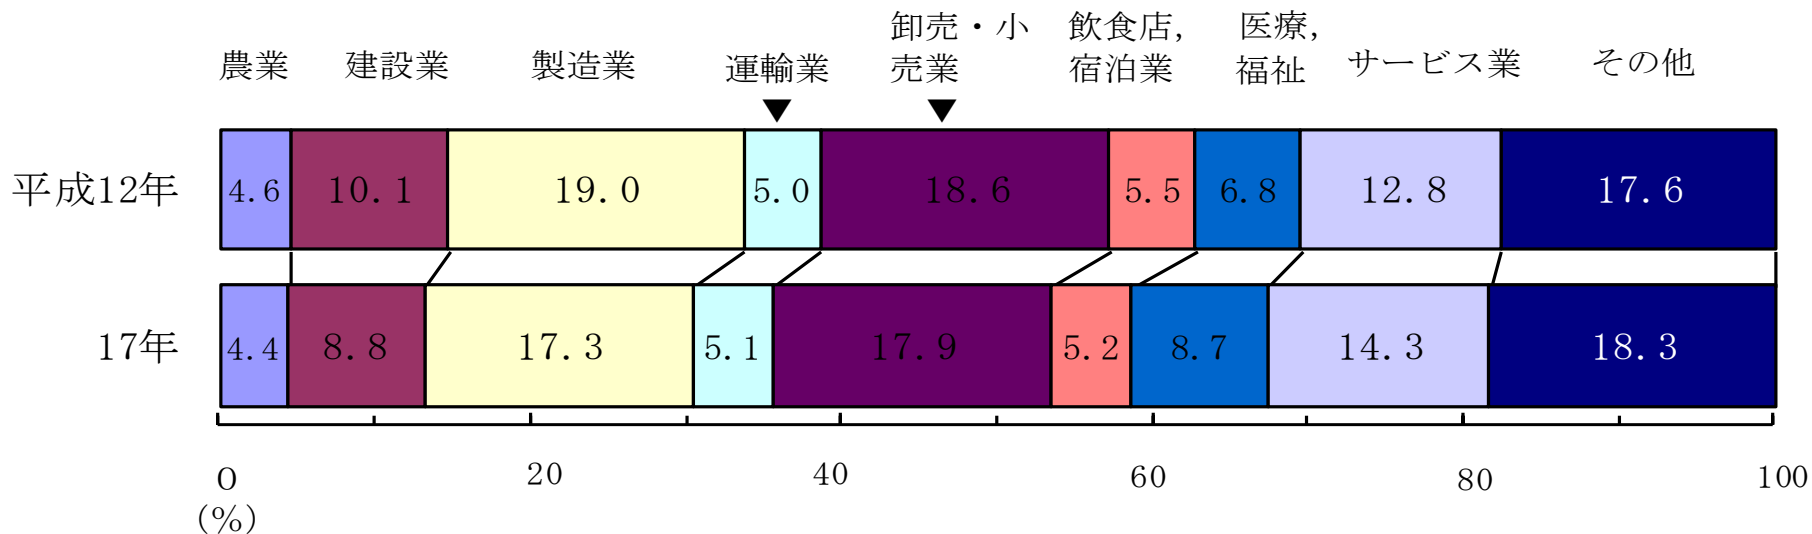 農業
建設業
製造業
運輸業
卸売・小
売業
飲食店,
宿泊業
医療,
福祉
サービス業
その他
平成12年
4.6
10.1
19.0
5.0
18.6
5.5
6.8
12.8
17.6
17年
4.4
8.8
17.3
5.1
17.9
5.2
8.7
14.3
18.3
0
20
40
60
80
100
(%)